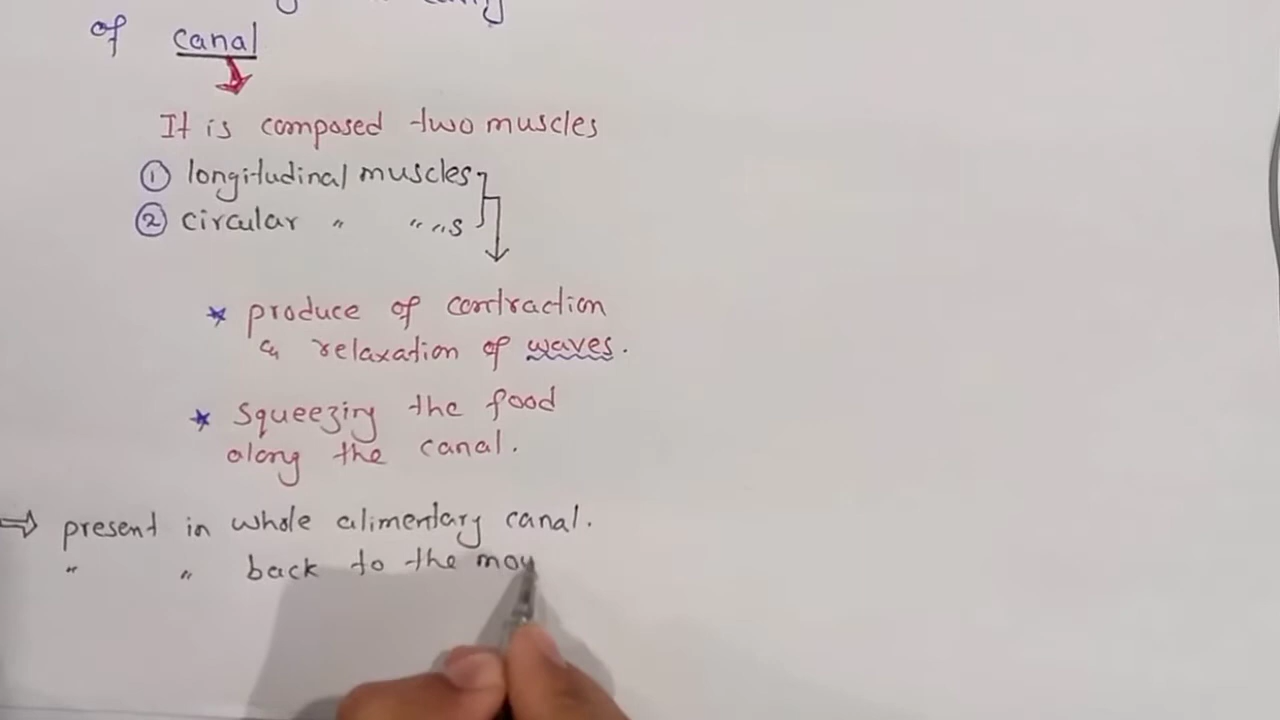 of canal
It is composed two muscles
① longitudinal muscles
② circular " " " s
* produce of contraction
& relaxation of waves.
* squeezing the food
along the canal.
⇒ present in whole alimentary canal.
" " back to the mou